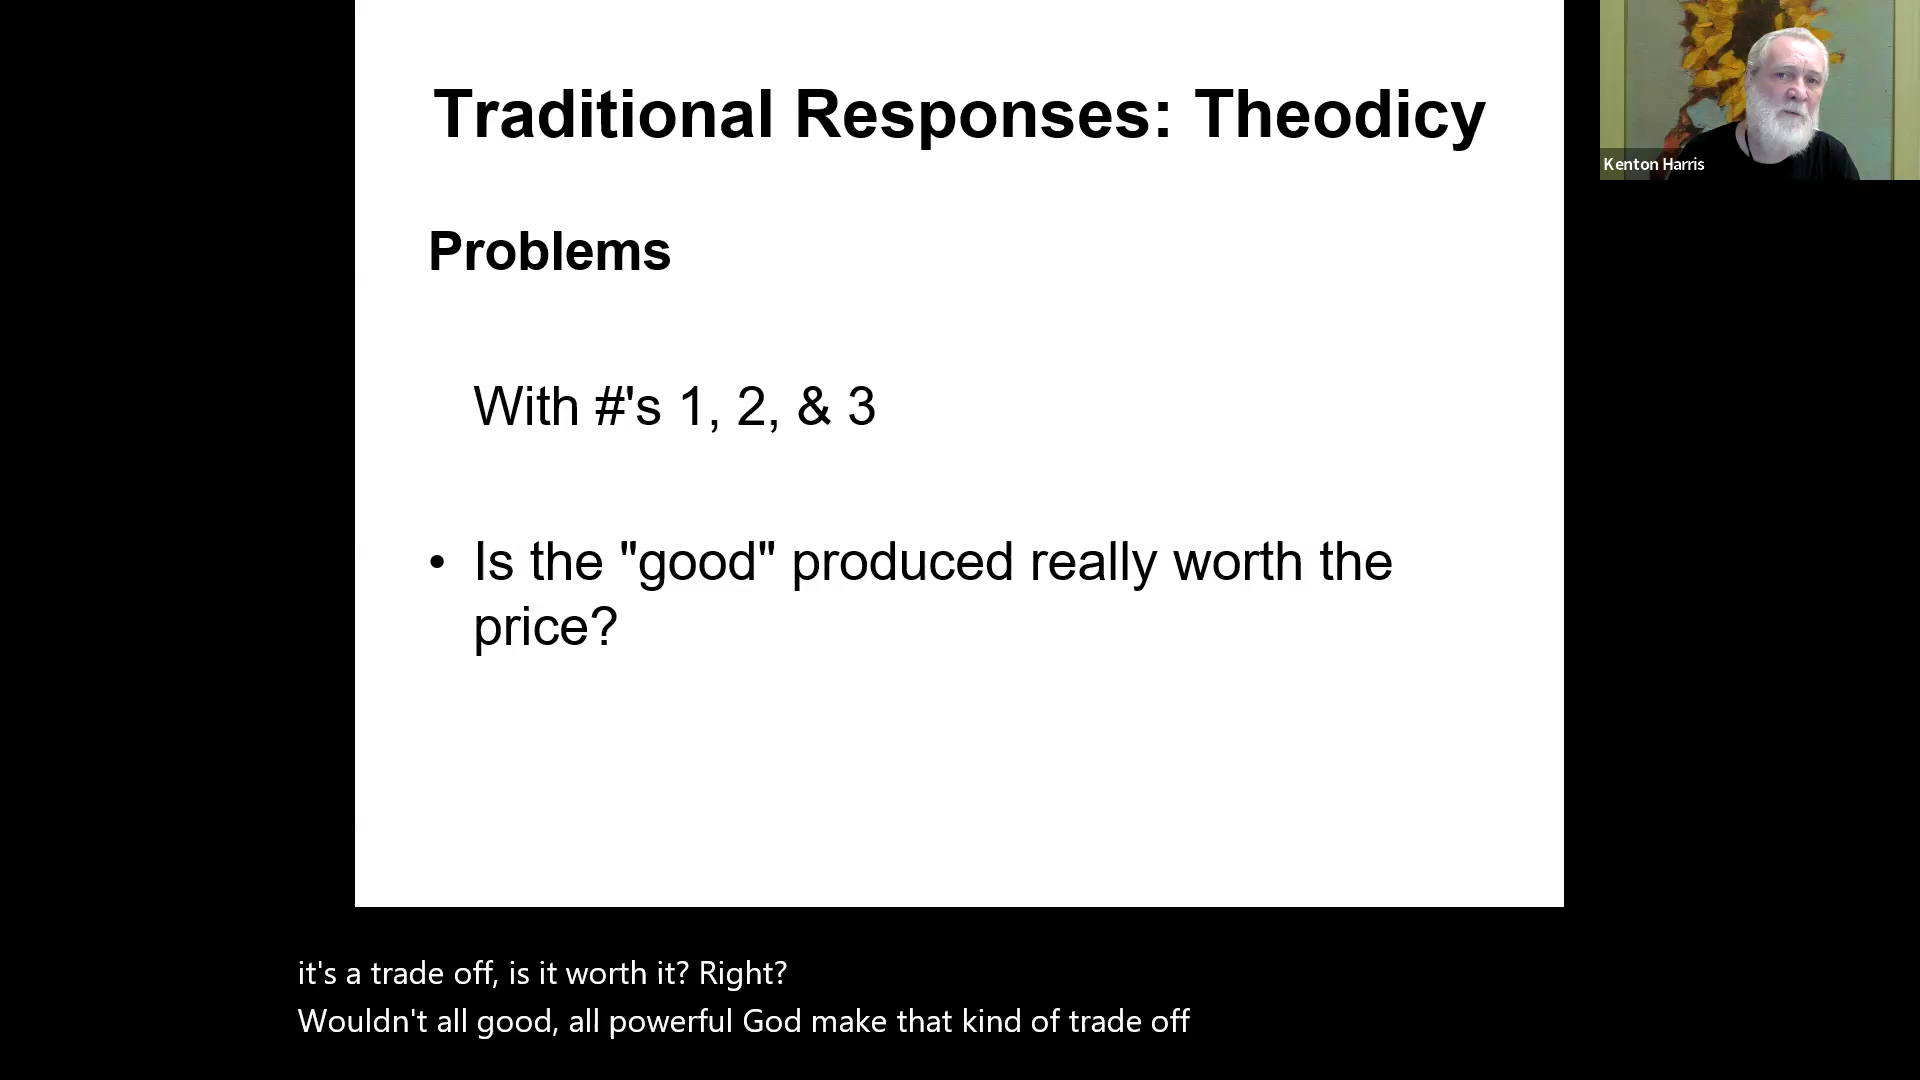 Traditional Responses: Theodicy
Kenton Harris
Problems
With #'s 1, 2, & 3
• Is the "good" produced really worth the
price?
it's a trade off, is it worth it? Right?
Wouldn't all good, all powerful God make that kind of trade off